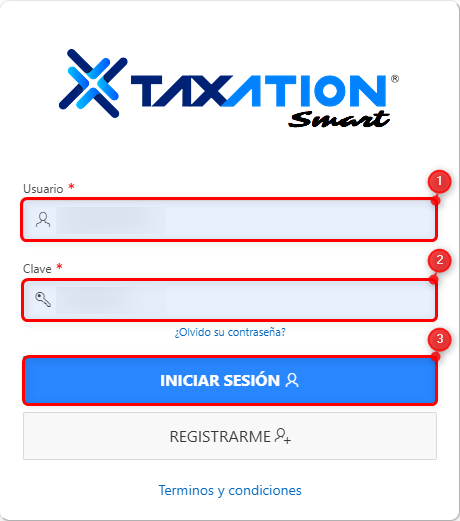 TAXATION®
Smart
1
Usuario *
2
Clave *
¿Olvido su contraseña?
3
INICIAR SESIÓN
REGISTRARME
Terminos y condiciones